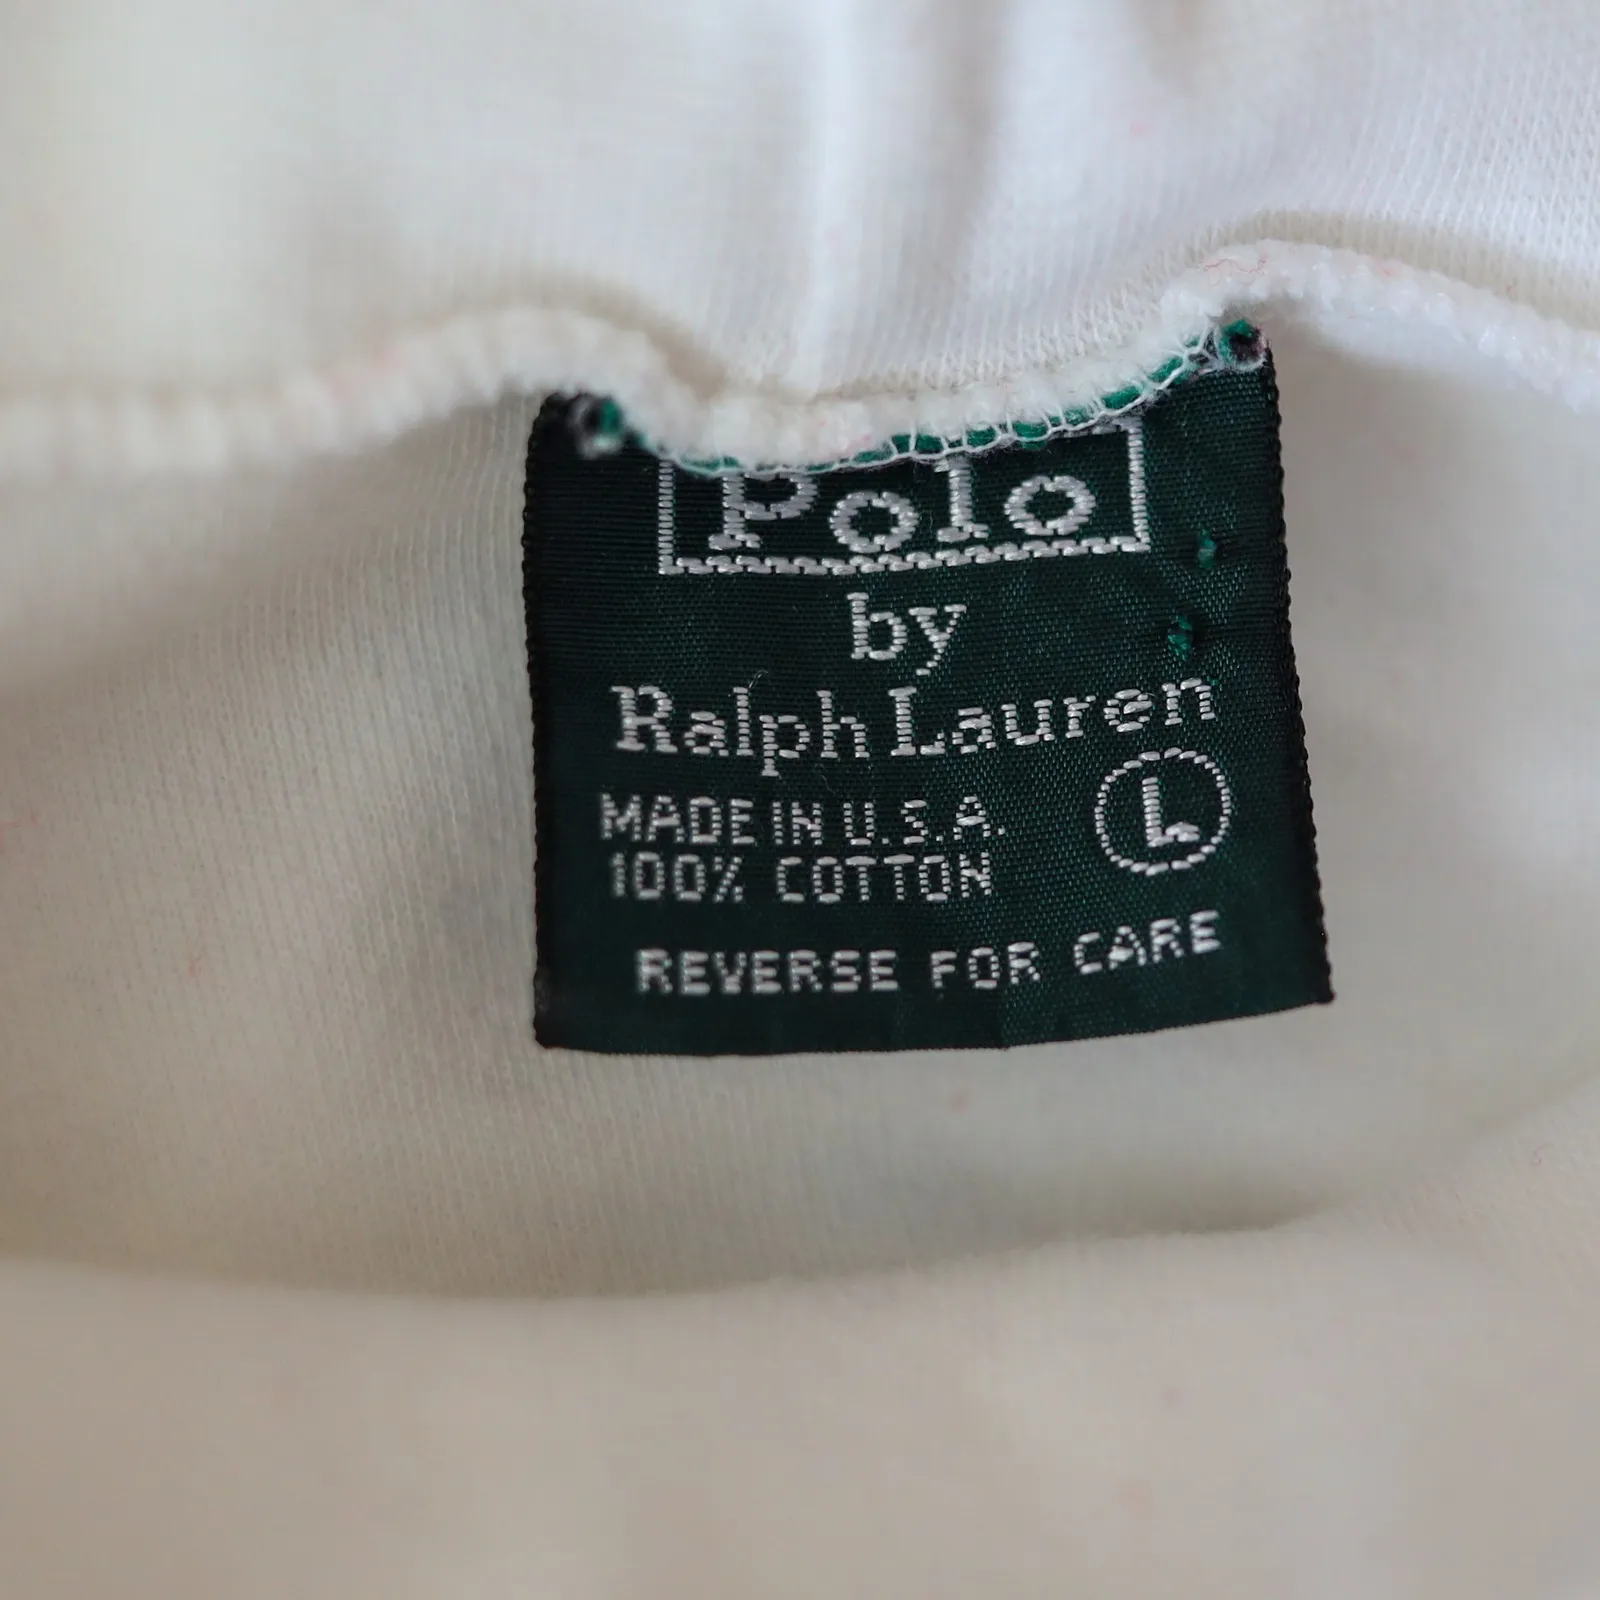 Polo
by
Ralph Lauren
MADE IN U.S.A.
100% COTTON
L
REVERSE FOR CARE